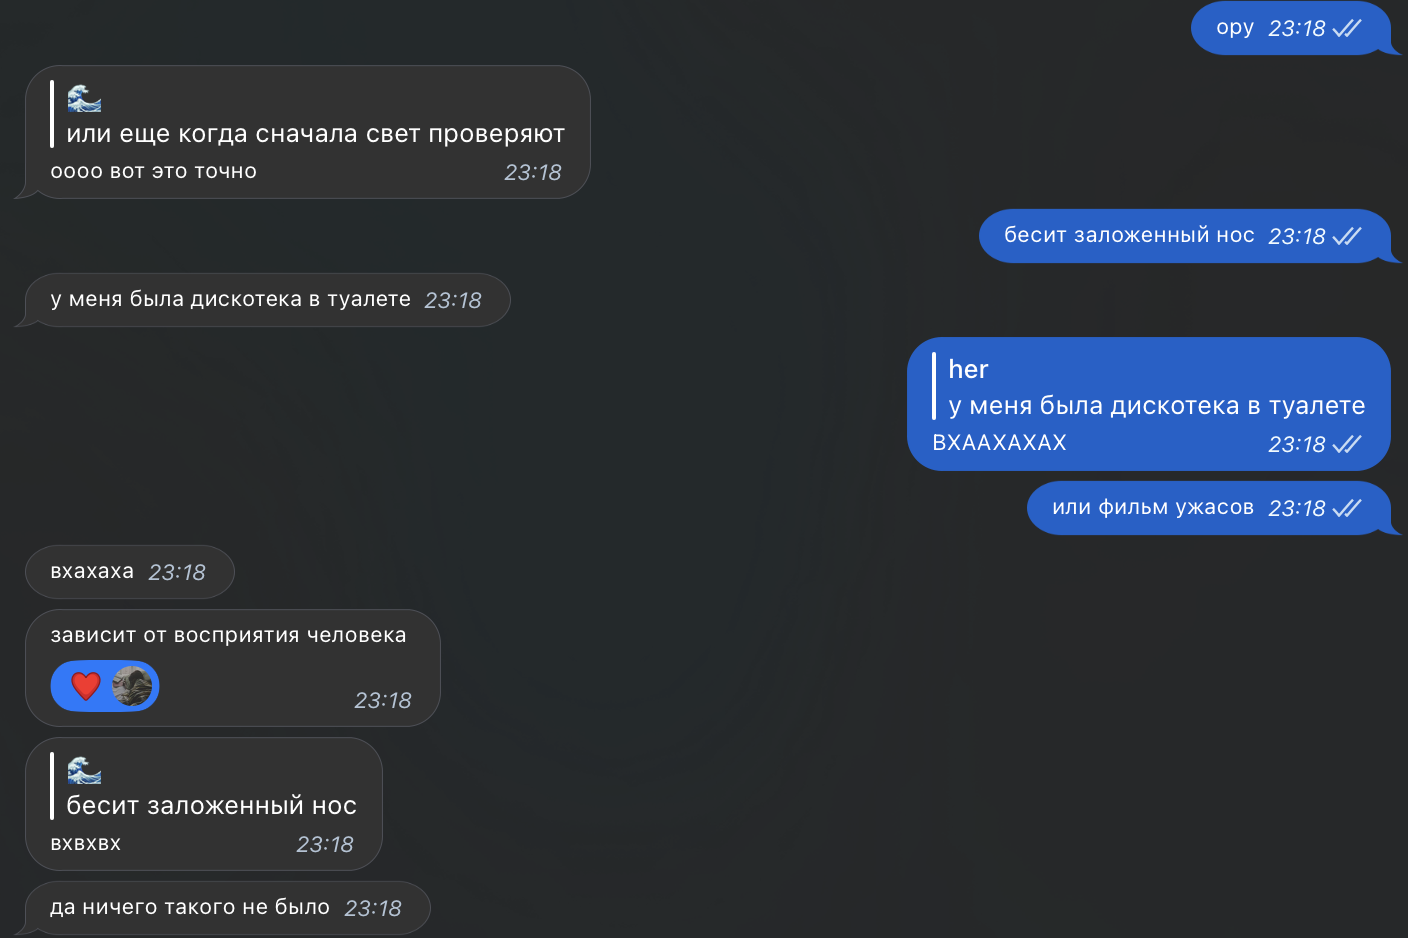 ору 23:18
🌊
или еще когда сначала свет проверяют
оооо вот это точно 23:18
бесит заложенный нос 23:18
у меня была дискотека в туалете 23:18
her
у меня была дискотека в туалете
ВХААХАХАХ 23:18
или фильм ужасов 23:18
вхахаха 23:18
зависит от восприятия человека
❤️ 23:18
🌊
бесит заложенный нос
вхвхвх 23:18
да ничего такого не было 23:18